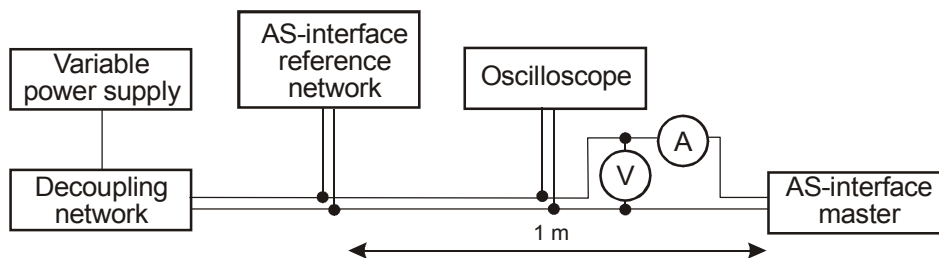 Variable
power supply
AS-interface
reference
network
Oscilloscope
A
V
Decoupling
network
AS-interface
master
1 m